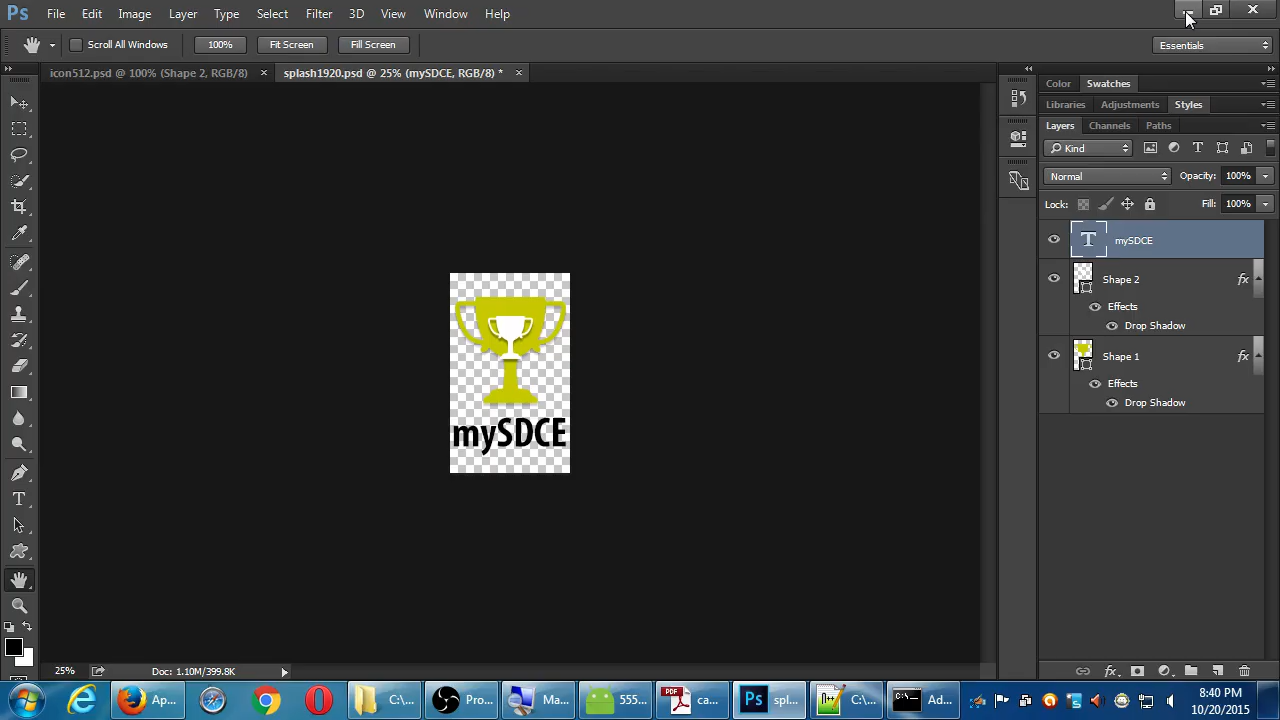 Ps File Edit Image Layer Type Select Filter 3D View Window Help
Scroll All Windows 100% Fit Screen Fill Screen Essentials
icon512.psd @ 100% (Shape 2, RGB/8) × splash1920.psd @ 25% (mySDCE, RGB/8) * ×
Color Swatches
Libraries Adjustments Styles
Layers Channels Paths
Kind
Normal Opacity: 100%
Lock: Fill: 100%
T mySDCE
Shape 2 fx
Effects
Drop Shadow
Shape 1 fx
Effects
Drop Shadow
mySDCE
25% Doc: 1.10M/399.8K
Ap... C:\... Pro... Ma... 555... ca... spl... C:\... Ad...
8:40 PM
10/20/2015